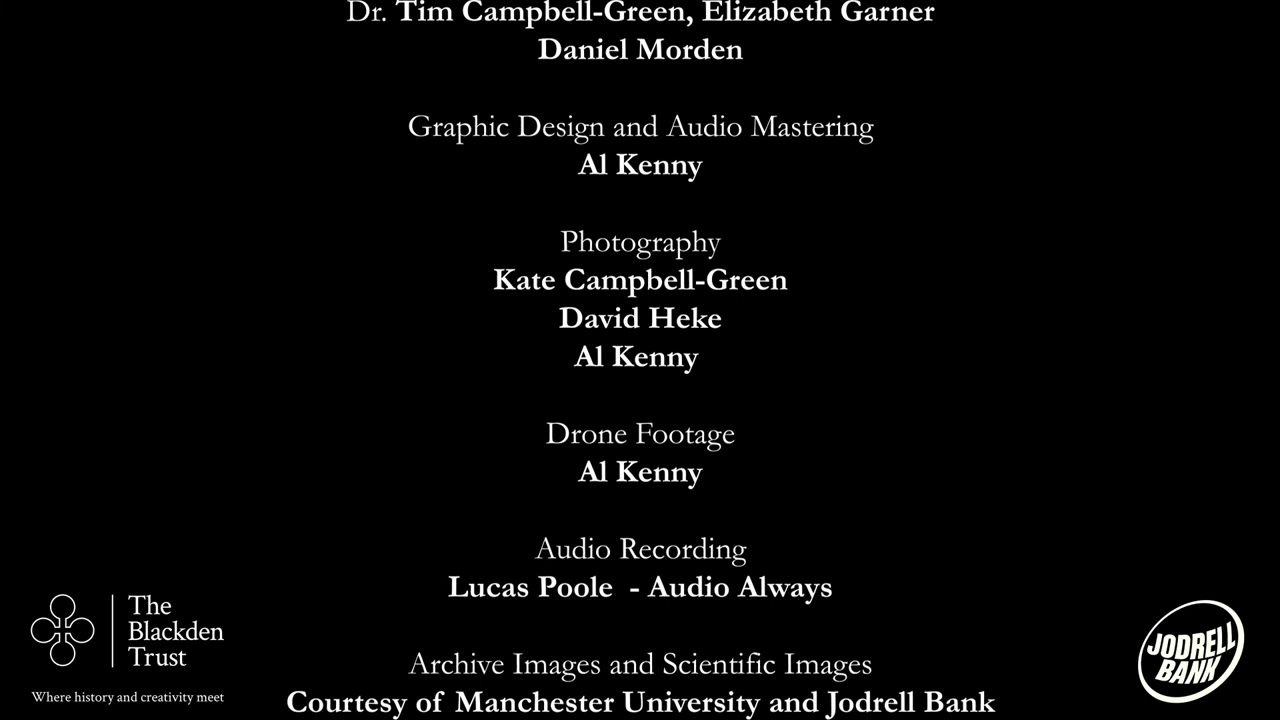 Dr. Tim Campbell-Green, Elizabeth Garner
Daniel Morden
Graphic Design and Audio Mastering
Al Kenny
Photography
Kate Campbell-Green
David Heke
Al Kenny
Drone Footage
Al Kenny
Audio Recording
Lucas Poole - Audio Always
Archive Images and Scientific Images
Courtesy of Manchester University and Jodrell Bank
The
Blackden
Trust
Where history and creativity meet
JODRELL
BANK